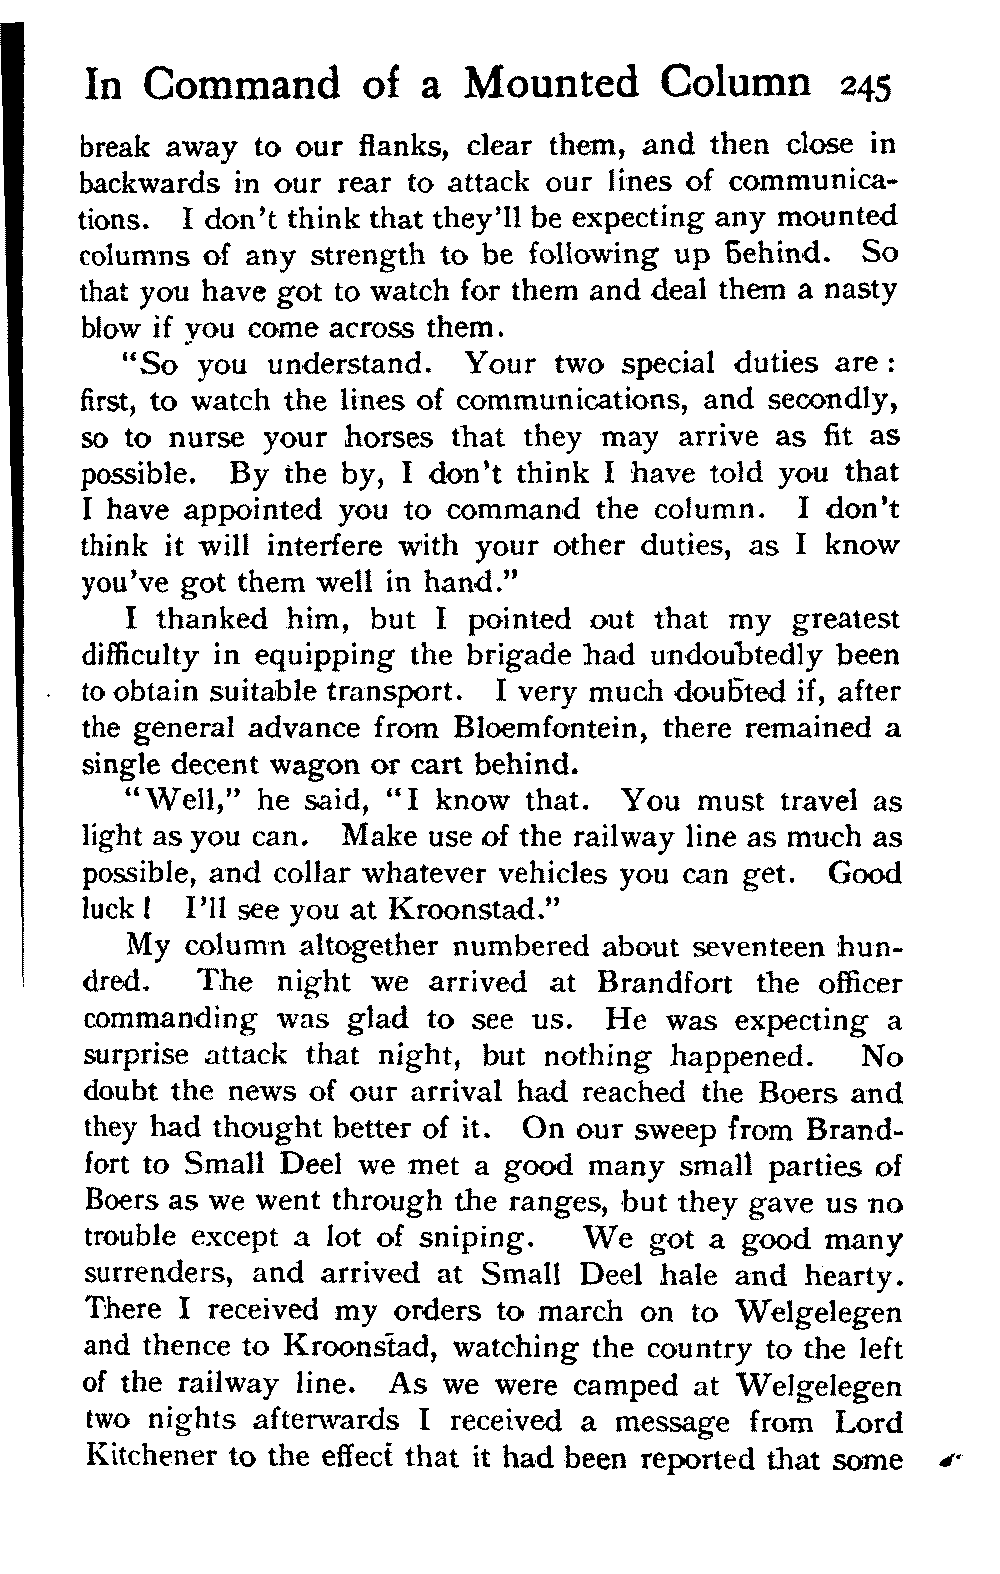 In Command of a Mounted Column 245
break away to our flanks, clear them, and then close in
backwards in our rear to attack our lines of communica-
tions. I don't think that they'll be expecting any mounted
columns of any strength to be following up behind. So
that you have got to watch for them and deal them a nasty
blow if you come across them.
"So you understand. Your two special duties are:
first, to watch the lines of communications, and secondly,
so to nurse your horses that they may arrive as fit as
possible. By the by, I don't think I have told you that
I have appointed you to command the column. I don't
think it will interfere with your other duties, as I know
you've got them well in hand."
I thanked him, but I pointed out that my greatest
difficulty in equipping the brigade had undoubtedly been
to obtain suitable transport. I very much doubted if, after
the general advance from Bloemfontein, there remained a
single decent wagon or cart behind.
"Well," he said, "I know that. You must travel as
light as you can. Make use of the railway line as much as
possible, and collar whatever vehicles you can get. Good
luck! I'll see you at Kroonstad."
My column altogether numbered about seventeen hun-
dred. The night we arrived at Brandfort the officer
commanding was glad to see us. He was expecting a
surprise attack that night, but nothing happened. No
doubt the news of our arrival had reached the Boers and
they had thought better of it. On our sweep from Brand-
fort to Small Deel we met a good many small parties of
Boers as we went through the ranges, but they gave us no
trouble except a lot of sniping. We got a good many
surrenders, and arrived at Small Deel hale and hearty.
There I received my orders to march on to Welgelegen
and thence to Kroonstad, watching the country to the left
of the railway line. As we were camped at Welgelegen
two nights afterwards I received a message from Lord
Kitchener to the effect that it had been reported that some